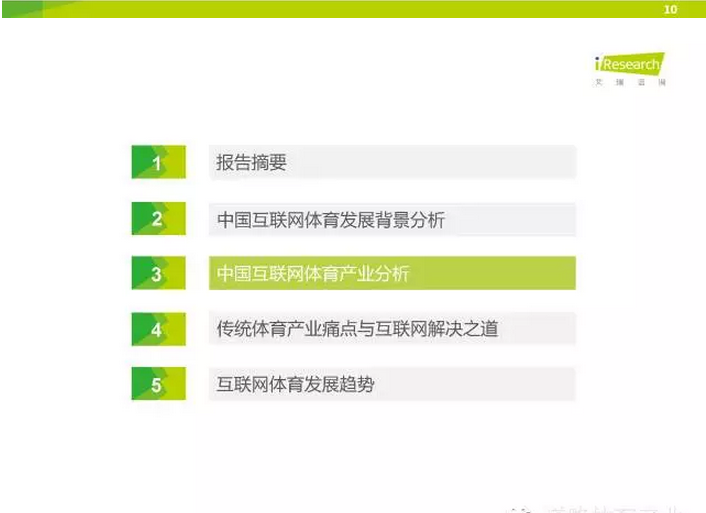 10
iResearch
艾瑞咨询
1 报告摘要
2 中国互联网体育发展背景分析
3 中国互联网体育产业分析
4 传统体育产业痛点与互联网解决之道
5 互联网体育发展趋势